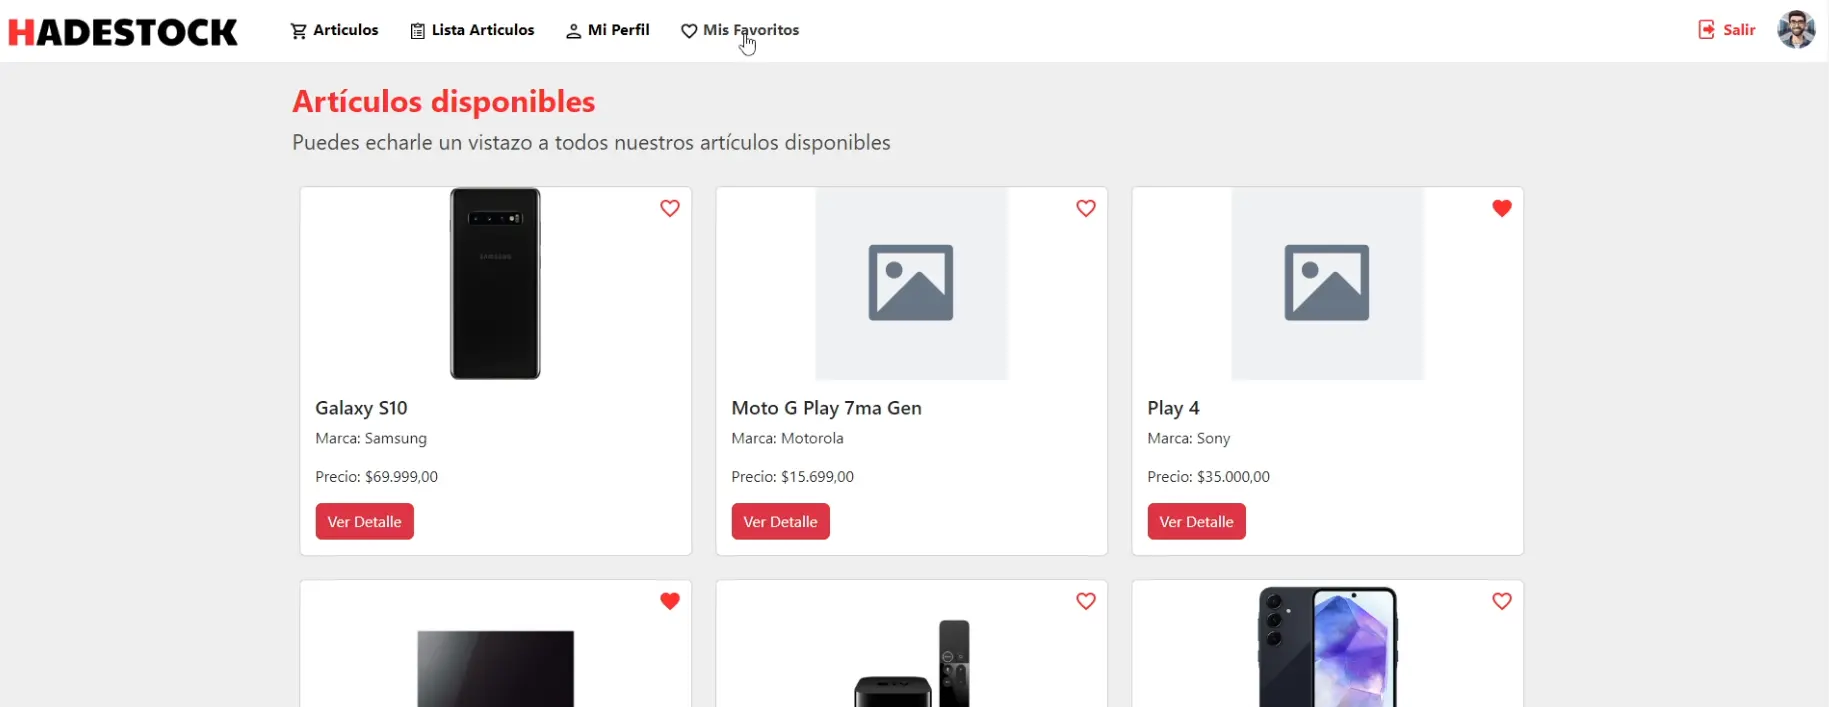 HADESTOCK
Articulos
Lista Articulos
Mi Perfil
Mis Favoritos
Salir
Artículos disponibles
Puedes echarle un vistazo a todos nuestros artículos disponibles
SAMSUNG
Galaxy S10
Marca: Samsung
Precio: $69.999,00
Ver Detalle
Moto G Play 7ma Gen
Marca: Motorola
Precio: $15.699,00
Ver Detalle
Play 4
Marca: Sony
Precio: $35.000,00
Ver Detalle